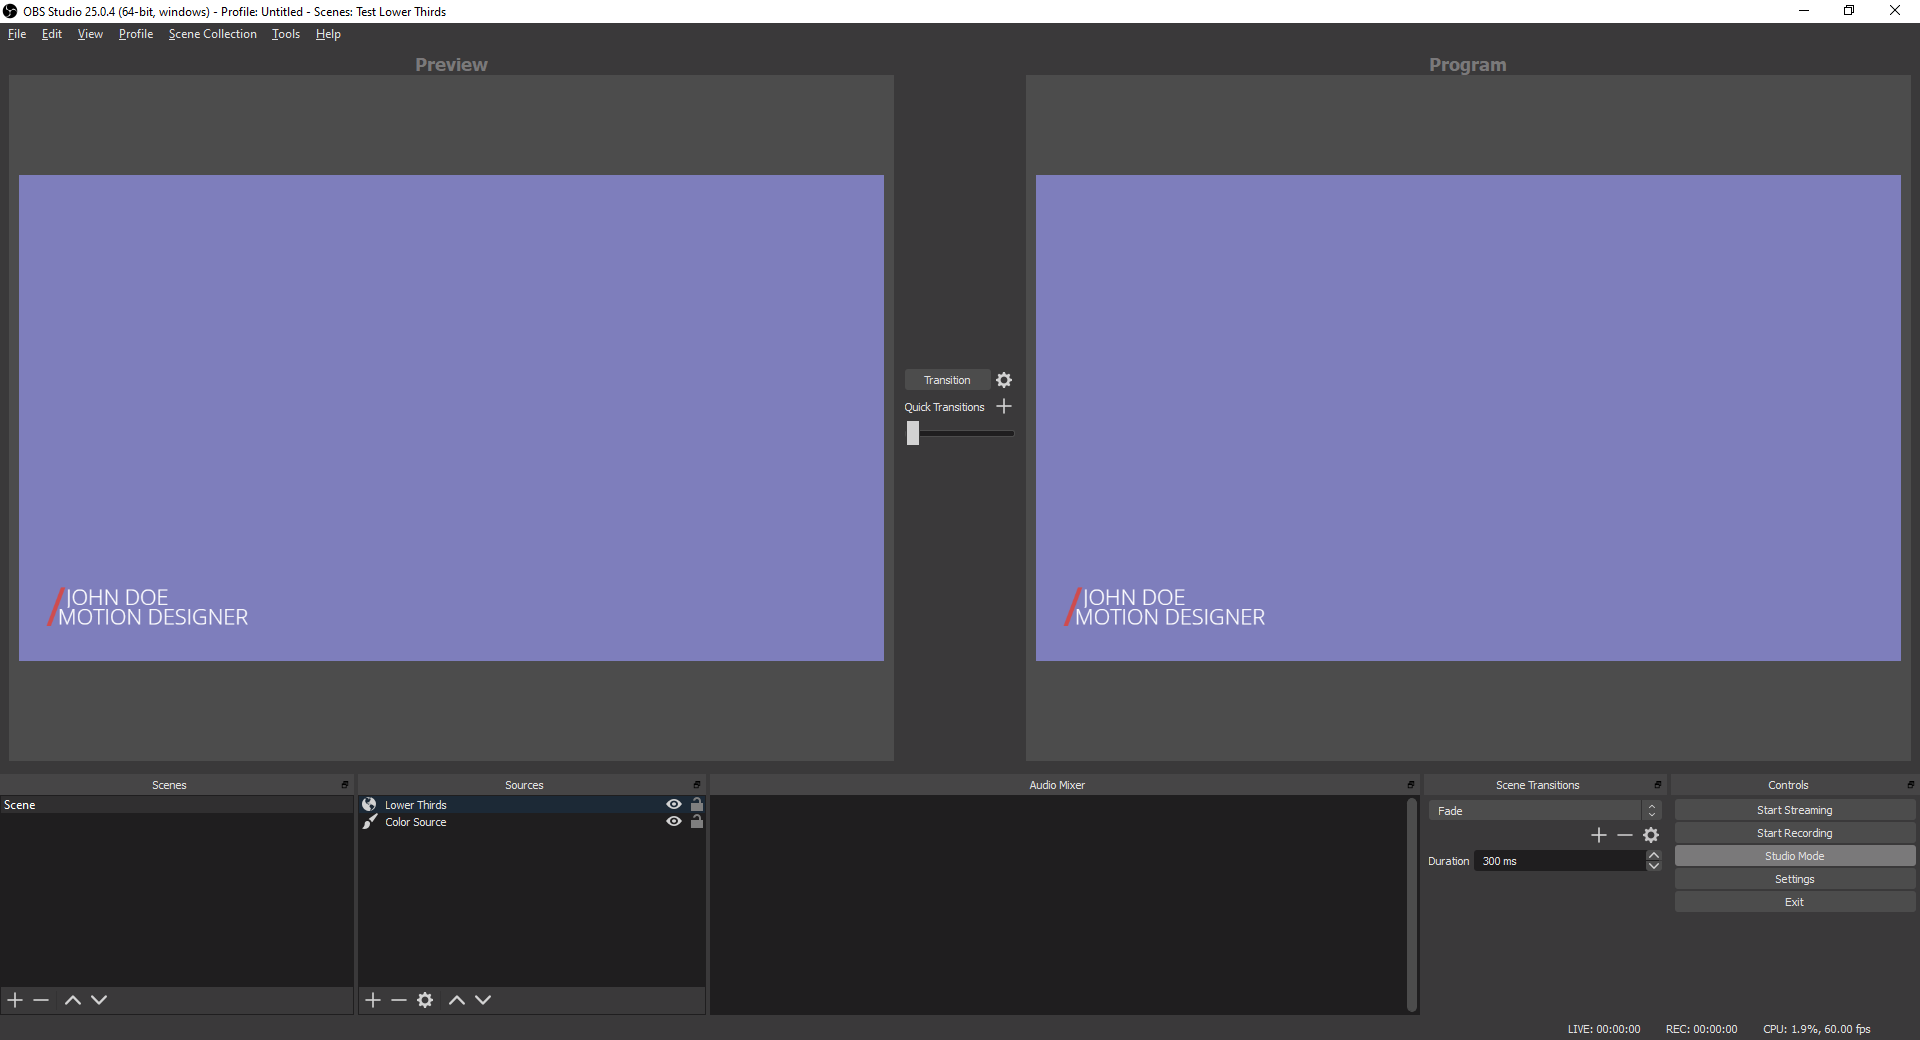 OBS Studio 25.0.4 (64-bit, windows) - Profile: Untitled - Scenes: Test Lower Thirds
File Edit View Profile Scene Collection Tools Help
Preview
Program
JOHN DOE
MOTION DESIGNER
Transition
Quick Transitions
JOHN DOE
MOTION DESIGNER
Scenes
Scene
Sources
Lower Thirds
Color Source
Audio Mixer
Scene Transitions
Fade
Duration 300 ms
Controls
Start Streaming
Start Recording
Studio Mode
Settings
Exit
LIVE: 00:00:00 REC: 00:00:00 CPU: 1.9%, 60.00 fps